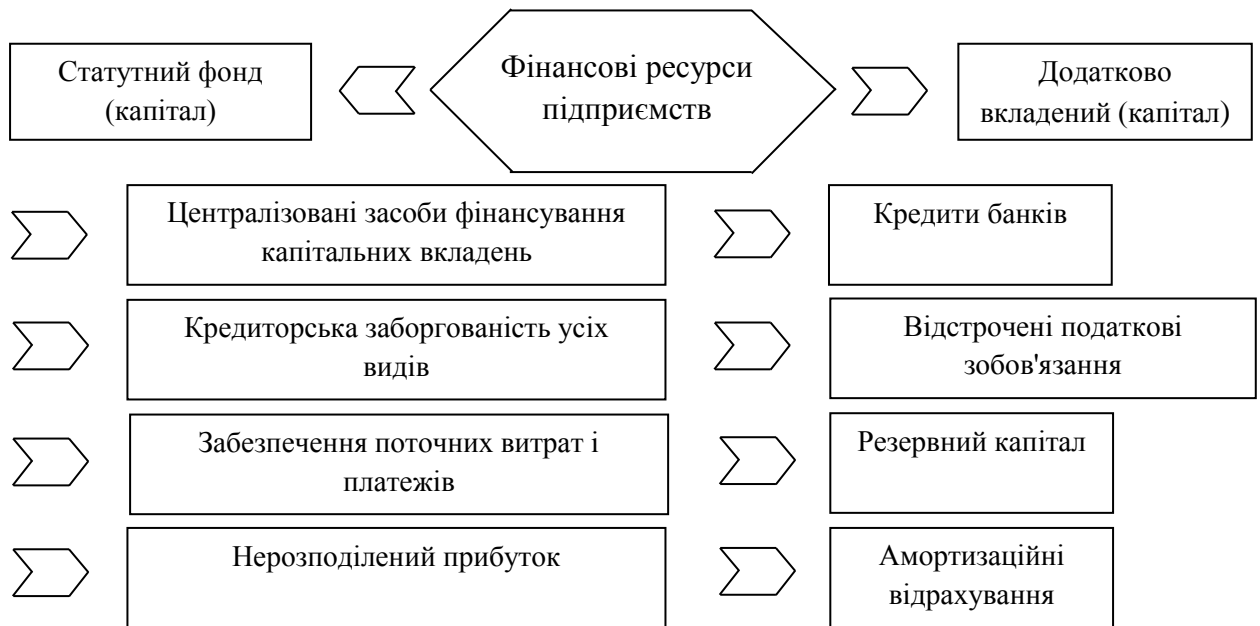 Статутний фонд
(капітал)
Фінансові ресурси
підприємств
Додатково
вкладений (капітал)
Централізовані засоби фінансування
капітальних вкладень
Кредити банків
Кредиторська заборгованість усіх
видів
Відстрочені податкові
зобов'язання
Забезпечення поточних витрат і
платежів
Резервний капітал
Нерозподілений прибуток
Амортизаційні
відрахування